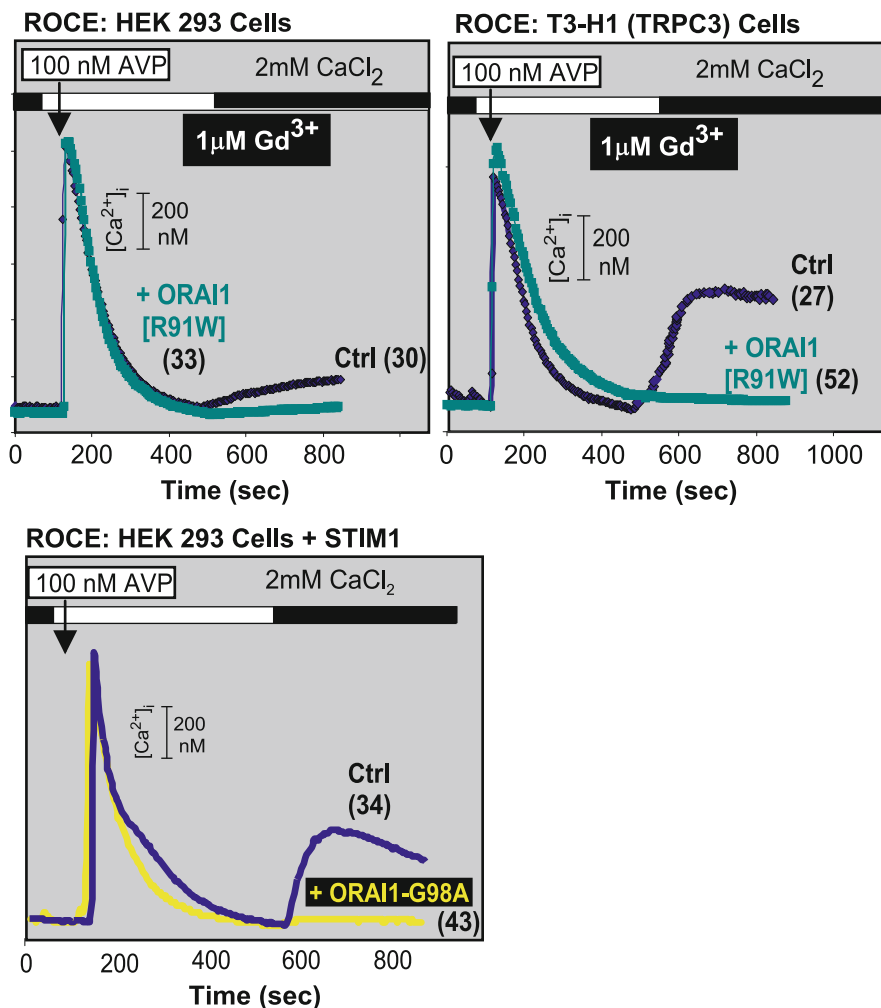 ROCE: HEK 293 Cells
100 nM AVP
2mM CaCl2
1μM Gd3+
[Ca2+]i
200
nM
+ ORAI1
[R91W]
(33)
Ctrl (30)
0 200 400 600 800
Time (sec)
ROCE: T3-H1 (TRPC3) Cells
100 nM AVP
2mM CaCl2
1μM Gd3+
[Ca2+]i
200
nM
Ctrl
(27)
+ ORAI1
[R91W] (52)
0 200 400 600 800 1000
Time (sec)
ROCE: HEK 293 Cells + STIM1
100 nM AVP
2mM CaCl2
[Ca2+]i
200
nM
Ctrl
(34)
+ ORAI1-G98A
(43)
0 200 400 600 800
Time (sec)